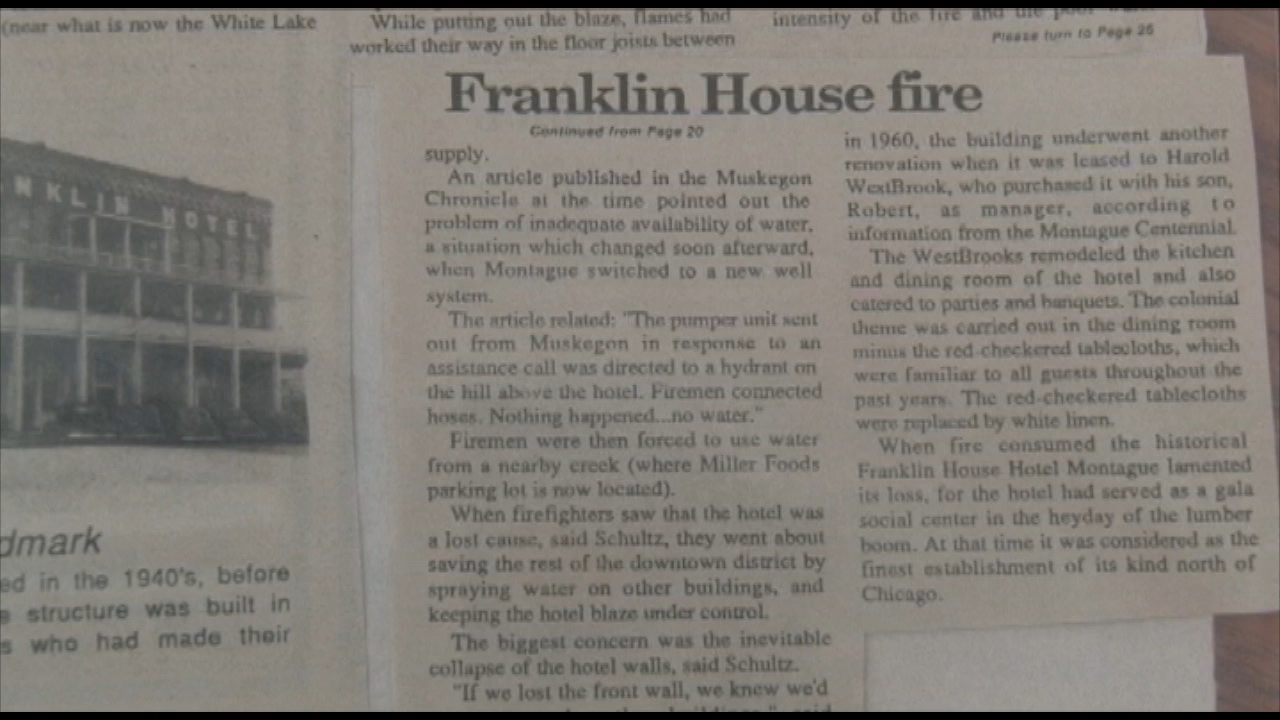 (near what is now the White Lake
NKLIN HOTEL
dmark
ed in the 1940's, before
e structure was built in
s who had made their
While putting out the blaze, flames had
worked their way in the floor joists between
intensity of the fire and the poor water
Please turn to Page 26
Franklin House fire
Continued from Page 20
supply.
An article published in the Muskegon
Chronicle at the time pointed out the
problem of inadequate availability of water,
a situation which changed soon afterward,
when Montague switched to a new well
system.
The article related: "The pumper unit sent
out from Muskegon in response to an
assistance call was directed to a hydrant on
the hill above the hotel. Firemen connected
hoses. Nothing happened...no water."
Firemen were then forced to use water
from a nearby creek (where Miller Foods
parking lot is now located).
When firefighters saw that the hotel was
a lost cause, said Schultz, they went about
saving the rest of the downtown district by
spraying water on other buildings, and
keeping the hotel blaze under control.
The biggest concern was the inevitable
collapse of the hotel walls, said Schultz.
"If we lost the front wall, we knew we'd
in 1960, the building underwent another
renovation when it was leased to Harold
WestBrook, who purchased it with his son,
Robert, as manager, according to
information from the Montague Centennial.
The WestBrooks remodeled the kitchen
and dining room of the hotel and also
catered to parties and banquets. The colonial
theme was carried out in the dining room
minus the red-checkered tablecloths, which
were familiar to all guests throughout the
past years. The red-checkered tablecloths
were replaced by white linen.
When fire consumed the historical
Franklin House Hotel Montague lamented
its loss, for the hotel had served as a gala
social center in the heyday of the lumber
boom. At that time it was considered as the
finest establishment of its kind north of
Chicago.